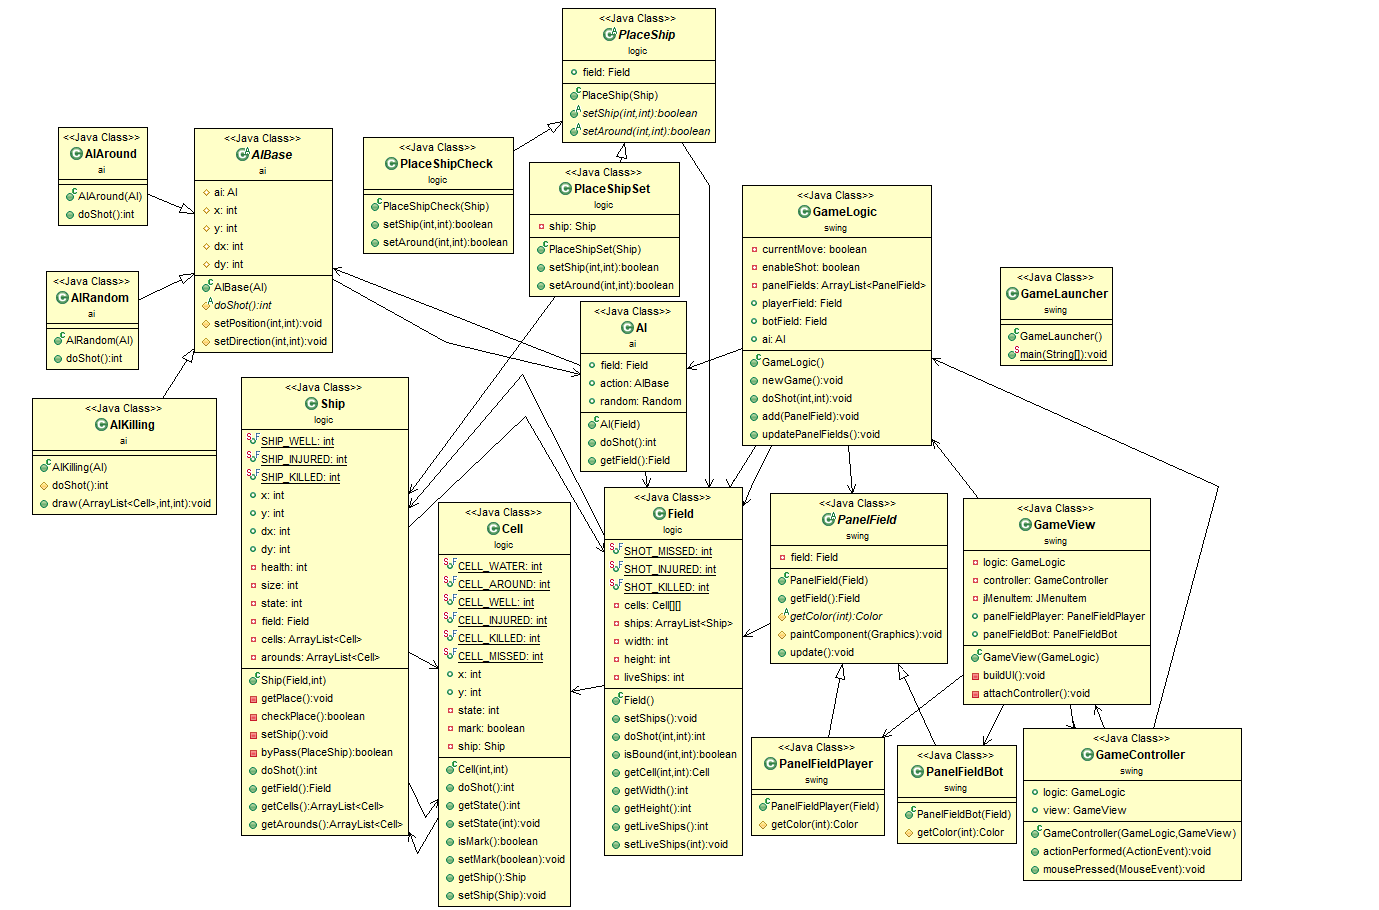 <<Java Class>>
PlaceShip
logic
field: Field
PlaceShip(Ship)
setShip(int,int):boolean
setAround(int,int):boolean
<<Java Class>>
AIAround
ai
AIAround(AI)
doShot():int
<<Java Class>>
AIBase
ai
ai: AI
x: int
y: int
dx: int
dy: int
AIBase(AI)
doShot():int
setPosition(int,int):void
setDirection(int,int):void
<<Java Class>>
PlaceShipCheck
logic
PlaceShipCheck(Ship)
setShip(int,int):boolean
setAround(int,int):boolean
<<Java Class>>
PlaceShipSet
logic
ship: Ship
PlaceShipSet(Ship)
setShip(int,int):boolean
setAround(int,int):boolean
<<Java Class>>
GameLogic
swing
currentMove: boolean
enableShot: boolean
panelFields: ArrayList<PanelField>
playerField: Field
botField: Field
ai: AI
GameLogic()
newGame():void
doShot(int,int):void
add(PanelField):void
updatePanelFields():void
<<Java Class>>
GameLauncher
swing
GameLauncher()
main(String[]):void
<<Java Class>>
AIRandom
ai
AIRandom(AI)
doShot():int
<<Java Class>>
AI
ai
field: Field
action: AIBase
random: Random
AI(Field)
doShot():int
getField():Field
<<Java Class>>
AIKilling
ai
AIKilling(AI)
doShot():int
draw(ArrayList<Cell>,int,int):void
<<Java Class>>
Ship
logic
SHIP_WELL: int
SHIP_INJURED: int
SHIP_KILLED: int
x: int
y: int
dx: int
dy: int
health: int
size: int
state: int
field: Field
cells: ArrayList<Cell>
arounds: ArrayList<Cell>
Ship(Field,int)
getPlace():void
checkPlace():boolean
setShip():void
byPass(PlaceShip):boolean
doShot():int
getField():Field
getCells():ArrayList<Cell>
getArounds():ArrayList<Cell>
<<Java Class>>
Cell
logic
CELL_WATER: int
CELL_AROUND: int
CELL_WELL: int
CELL_INJURED: int
CELL_KILLED: int
CELL_MISSED: int
x: int
y: int
state: int
mark: boolean
ship: Ship
Cell(int,int)
doShot():int
getState():int
setState(int):void
isMark():boolean
setMark(boolean):void
getShip():Ship
setShip(Ship):void
<<Java Class>>
Field
logic
SHOT_MISSED: int
SHOT_INJURED: int
SHOT_KILLED: int
cells: Cell[][]
ships: ArrayList<Ship>
width: int
height: int
liveShips: int
Field()
setShips():void
doShot(int,int):int
isBound(int,int):boolean
getCell(int,int):Cell
getWidth():int
getHeight():int
getLiveShips():int
setLiveShips(int):void
<<Java Class>>
PanelField
swing
field: Field
PanelField(Field)
getField():Field
getColor(int):Color
paintComponent(Graphics):void
update():void
<<Java Class>>
GameView
swing
logic: GameLogic
controller: GameController
jMenuItem: JMenuItem
panelFieldPlayer: PanelFieldPlayer
panelFieldBot: PanelFieldBot
GameView(GameLogic)
buildUI():void
attachController():void
<<Java Class>>
PanelFieldPlayer
swing
PanelFieldPlayer(Field)
getColor(int):Color
<<Java Class>>
PanelFieldBot
swing
PanelFieldBot(Field)
getColor(int):Color
<<Java Class>>
GameController
swing
logic: GameLogic
view: GameView
GameController(GameLogic,GameView)
actionPerformed(ActionEvent):void
mousePressed(MouseEvent):void